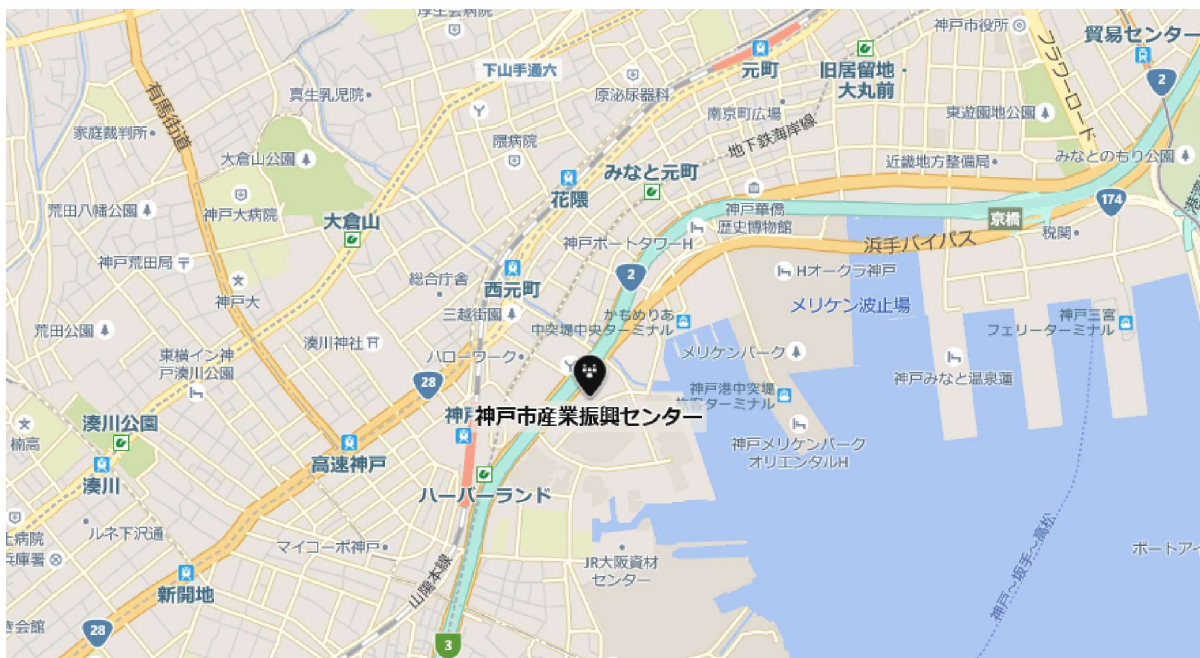 厚生会病院
神戸市役所
貿易センター
下山手通六
元町
旧居留地・
大丸前
フラワーロード
2
有馬街道
真生乳児院
原泌尿器科
南京町広場
東遊園地公園
家庭裁判所
大倉山公園
隈病院
地下鉄海岸線
みなと元町
近畿地方整備局
みなとのもり公園
花隈
荒田八幡公園
神戸大病院
大倉山
神戸華僑
歴史博物館
174
京橋
税関
神戸荒田局
神戸ポートタワーH
浜手バイパス
神戸大
総合庁舎
西元町
2
Hオークラ神戸
メリケン波止場
荒田公園
三越街園
かもめりあ
中突堤中央ターミナル
神戸三宮
フェリーターミナル
湊川神社
ハローワーク
メリケンパーク
東横イン神
戸湊川公園
28
神戸港中突堤
ターミナル
神戸みなと温泉蓮
神戸市産業振興センター
神戸
湊川公園
楠高
高速神戸
神戸メリケンパーク
オリエンタルH
湊川
ハーバーランド
ルネ下沢通
マイコーポ神戸
JR大阪資材
センター
山陽本線
神戸~坂手~高松
ポートアイ
兵庫署
新開地
28
3